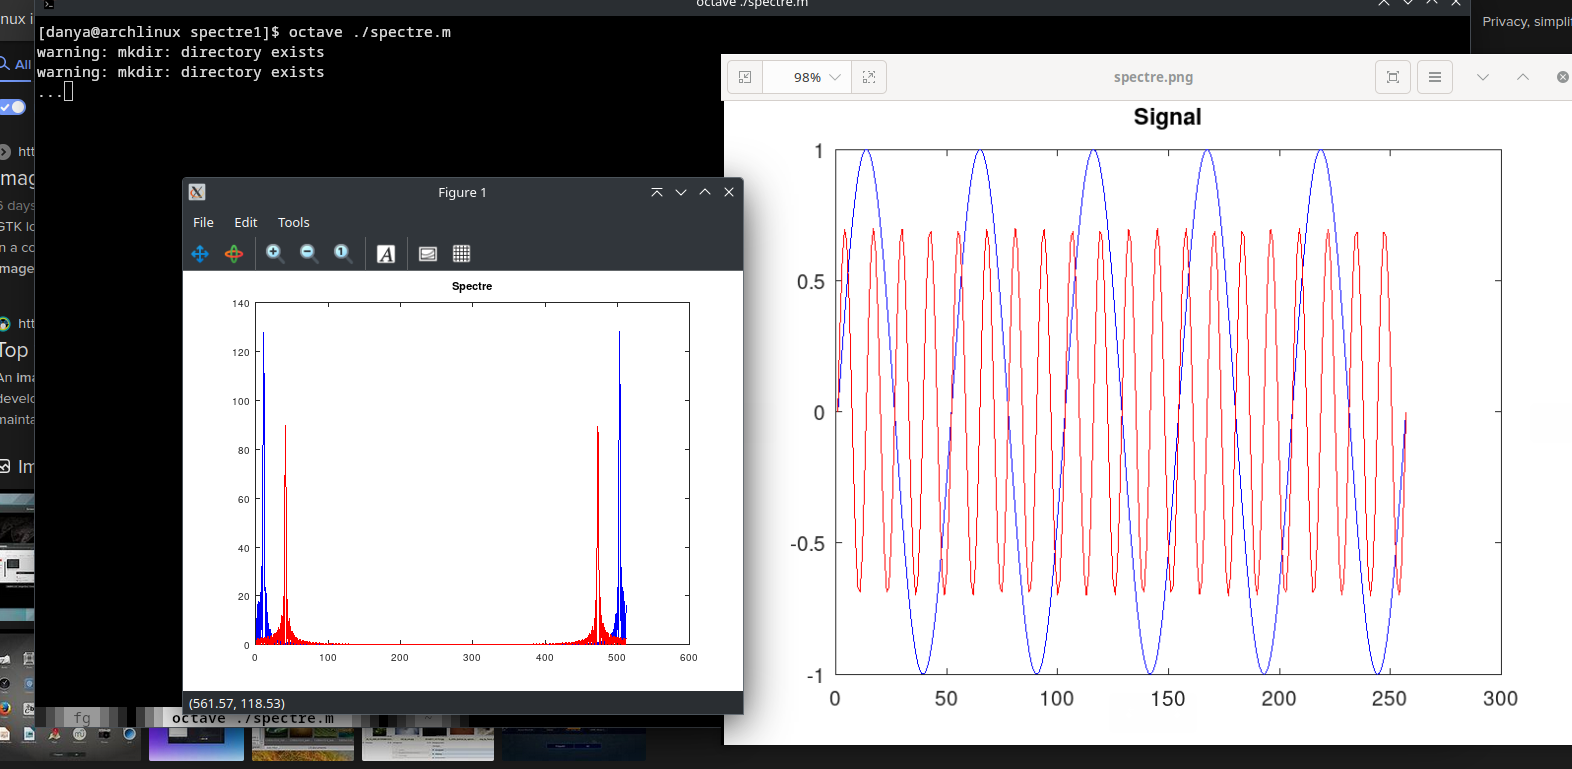 octave ./spectre.m
nux i
Privacy, simplif
[danya@archlinux spectre1]$ octave ./spectre.m
warning: mkdir: directory exists
warning: mkdir: directory exists
...
All
98%
spectre.png
Signal
1
0.5
0
-0.5
-1
0 50 100 150 200 250 300
htt
mag
6 days
GTK lo
n a co
mage
htt
Top
An Ima
develo
mainta
Im
Figure 1
File Edit Tools
A
Spectre
140
120
100
80
60
40
20
0
0 100 200 300 400 500 600
(561.57, 118.53)
fg octave ./spectre.m ~